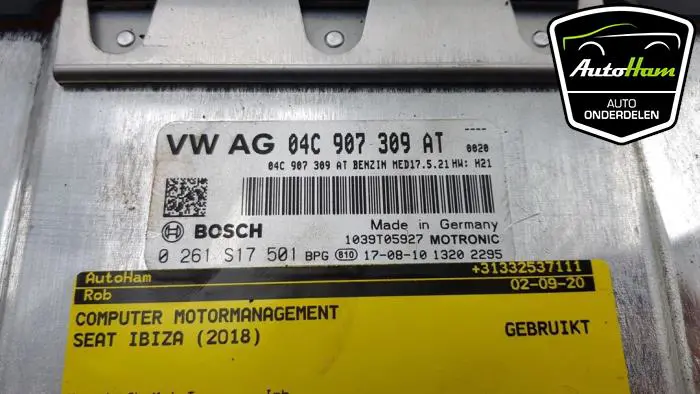 AutoHam
AUTO
ONDERDELEN
VW AG 04C 907 309 AT
0020
04C 907 309 AT BENZIN MED17.5.21 HW: H21
BOSCH
Made in Germany
1039T05927 MOTRONIC
0 261 S17 501 BPG 810 17-08-10 1320 2295
AutoHam +31332537111
Rob 02-09-20
COMPUTER MOTORMANAGEMENT
SEAT IBIZA (2018) GEBRUIKT